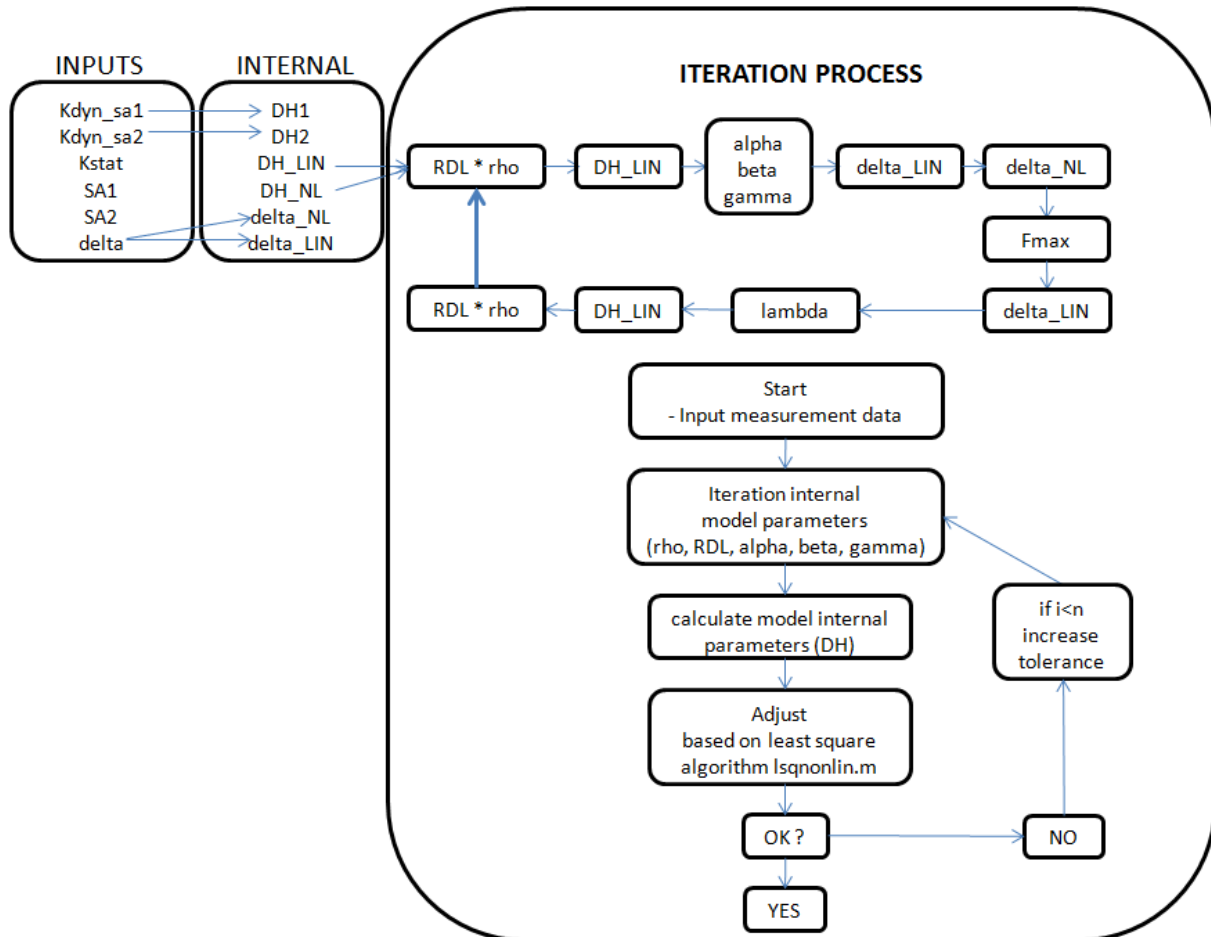 INPUTS
Kdyn_sa1
Kdyn_sa2
Kstat
SA1
SA2
delta
INTERNAL
DH1
DH2
DH_LIN
DH_NL
delta_NL
delta_LIN
ITERATION PROCESS
RDL * rho
DH_LIN
alpha
beta
gamma
delta_LIN
delta_NL
Fmax
delta_LIN
lambda
DH_LIN
RDL * rho
Start
- Input measurement data
Iteration internal
model parameters
(rho, RDL, alpha, beta, gamma)
calculate model internal
parameters (DH)
Adjust
based on least square
algorithm lsqnonlin.m
OK ?
NO
if i<n
increase
tolerance
YES